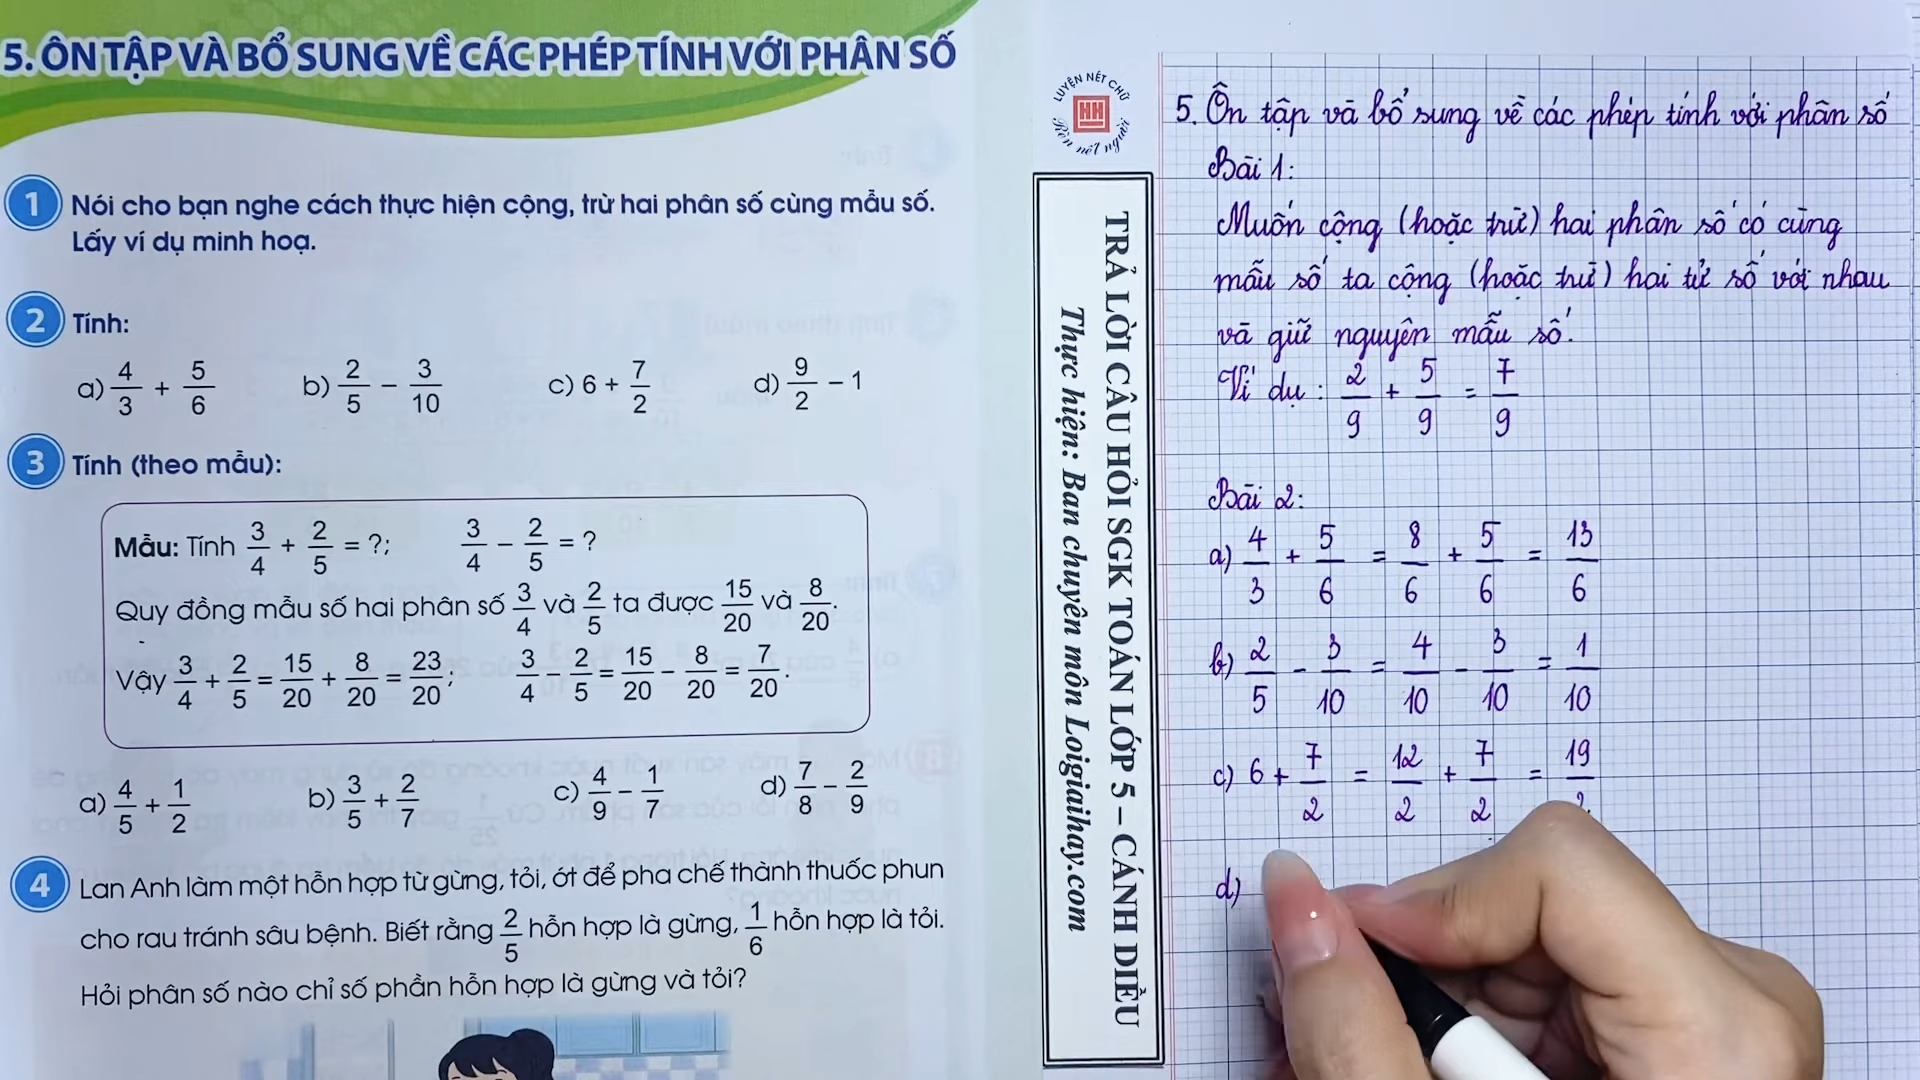 5. ÔN TẬP VÀ BỔ SUNG VỀ CÁC PHÉP TÍNH VỚI PHÂN SỐ
1 Nói cho bạn nghe cách thực hiện cộng, trừ hai phân số cùng mẫu số.
Lấy ví dụ minh hoạ.
2 Tính:
a) 4/3 + 5/6 b) 2/5 − 3/10 c) 6 + 7/2 d) 9/2 − 1
3 Tính (theo mẫu):
Mẫu: Tính 3/4 + 2/5 = ?; 3/4 − 2/5 = ?
Quy đồng mẫu số hai phân số 3/4 và 2/5 ta được 15/20 và 8/20.
Vậy 3/4 + 2/5 = 15/20 + 8/20 = 23/20; 3/4 − 2/5 = 15/20 − 8/20 = 7/20.
a) 4/5 + 1/2 b) 3/5 + 2/7 c) 4/9 − 1/7 d) 7/8 − 2/9
4 Lan Anh làm một hỗn hợp từ gừng, tỏi, ớt để pha chế thành thuốc phun
cho rau tránh sâu bệnh. Biết rằng 2/5 hỗn hợp là gừng, 1/6 hỗn hợp là tỏi.
Hỏi phân số nào chỉ số phần hỗn hợp là gừng và tỏi?
LUYỆN NÉT CHỮ
HH
Rèn nết người
TRẢ LỜI CÂU HỎI SGK TOÁN LỚP 5 – CÁNH DIỀU
Thực hiện: Ban chuyên môn Loigiaihay.com
5. Ôn tập và bổ sung về các phép tính với phân số
Bài 1:
Muốn cộng (hoặc trừ) hai phân số có cùng
mẫu số ta cộng (hoặc trừ) hai tử số với nhau
và giữ nguyên mẫu số.
Ví dụ: 2/9 + 5/9 = 7/9
Bài 2:
a) 4/3 + 5/6 = 8/6 + 5/6 = 13/6
b) 2/5 - 3/10 = 4/10 - 3/10 = 1/10
c) 6 + 7/2 = 12/2 + 7/2 = 19/2
d)